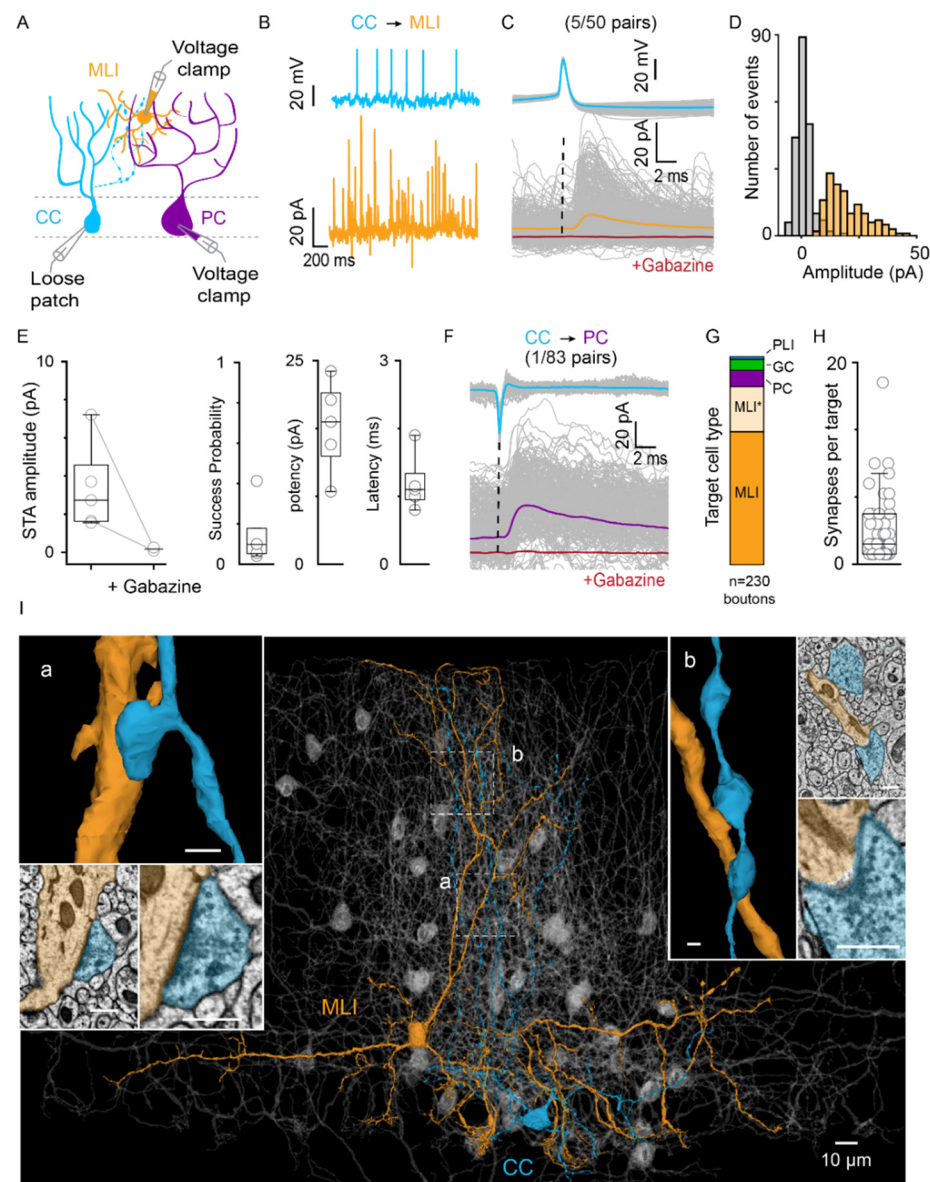 A
MLI
Voltage
clamp
CC
PC
Loose
patch
Voltage
clamp
B
CC → MLI
20 mV
20 pA
200 ms
C
(5/50 pairs)
20 mV
20 pA
2 ms
+Gabazine
D
90
Number of events
0
0
50
Amplitude (pA)
E
10
STA amplitude (pA)
0
+ Gabazine
1
Success Probability
0
25
potency (pA)
0
3
Latency (ms)
0
F
CC → PC
(1/83 pairs)
20 pA
2 ms
+Gabazine
G
Target cell type
PLI
GC
PC
MLI*
MLI
n=230
boutons
H
20
Synapses per target
0
I
a
b
b
a
MLI
CC
10 µm